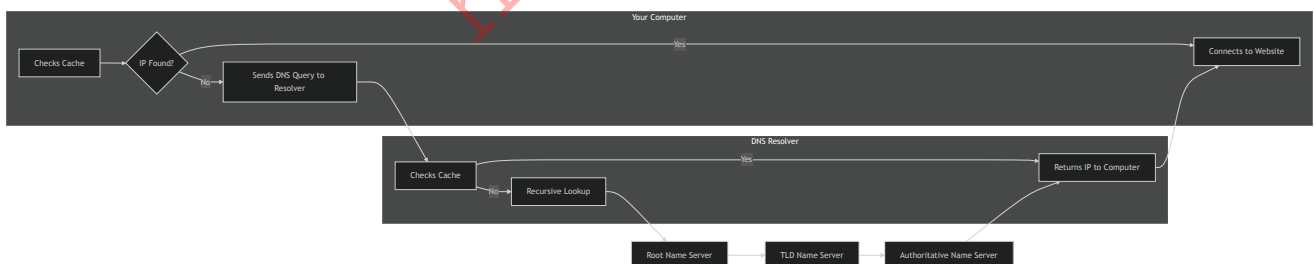 Your Computer
Checks Cache
IP Found?
Yes
Connects to Website
No
Sends DNS Query to
Resolver
DNS Resolver
Checks Cache
Yes
Returns IP to Computer
No
Recursive Lookup
Root Name Server
TLD Name Server
Authoritative Name Server